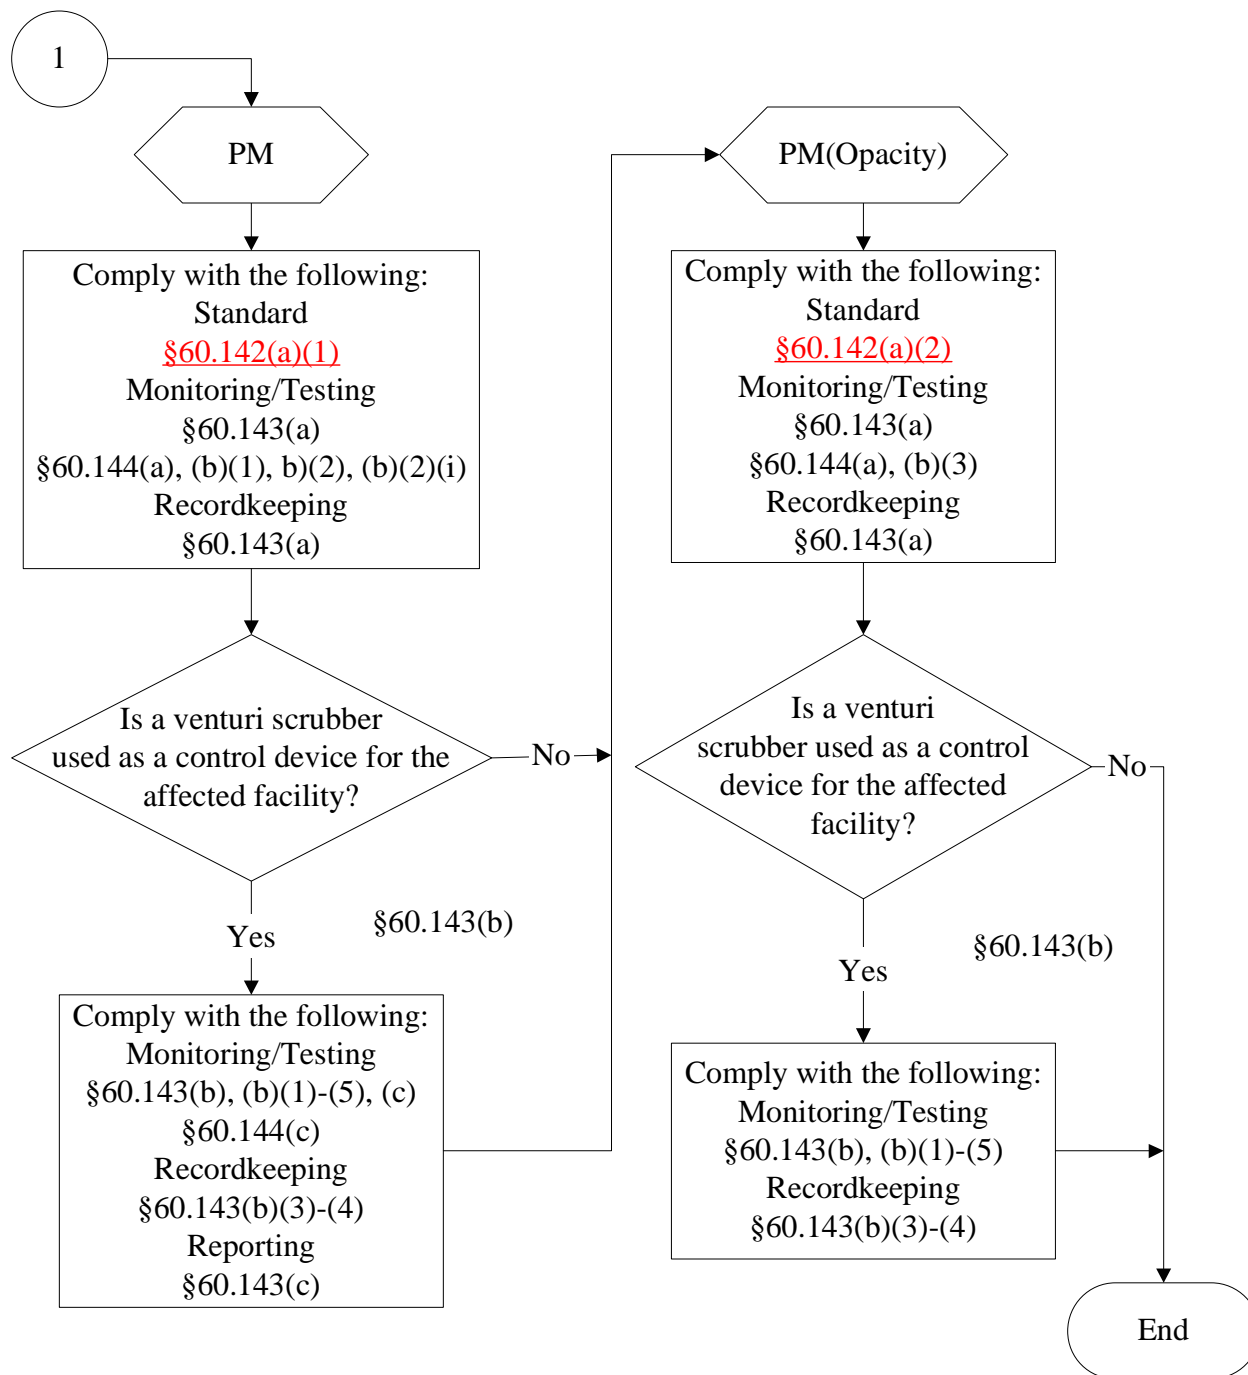 1
PM
Comply with the following:
Standard
§60.142(a)(1)
Monitoring/Testing
§60.143(a)
§60.144(a), (b)(1), b)(2), (b)(2)(i)
Recordkeeping
§60.143(a)
Is a venturi scrubber
used as a control device for the
affected facility?
No
Yes
§60.143(b)
Comply with the following:
Monitoring/Testing
§60.143(b), (b)(1)-(5), (c)
§60.144(c)
Recordkeeping
§60.143(b)(3)-(4)
Reporting
§60.143(c)
PM(Opacity)
Comply with the following:
Standard
§60.142(a)(2)
Monitoring/Testing
§60.143(a)
§60.144(a), (b)(3)
Recordkeeping
§60.143(a)
Is a venturi
scrubber used as a control
device for the affected
facility?
No
Yes
§60.143(b)
Comply with the following:
Monitoring/Testing
§60.143(b), (b)(1)-(5)
Recordkeeping
§60.143(b)(3)-(4)
End